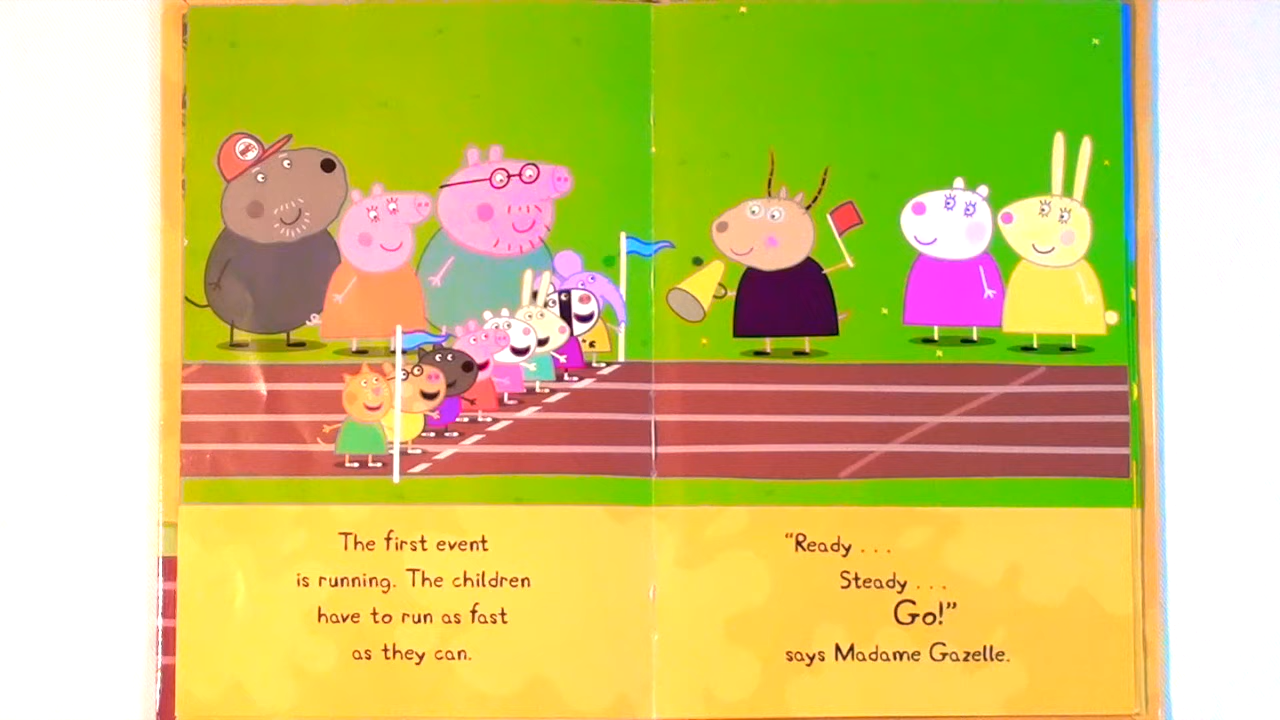 The first event
is running. The children
have to run as fast
as they can.
“Ready . . .
Steady . . .
Go!”
says Madame Gazelle.